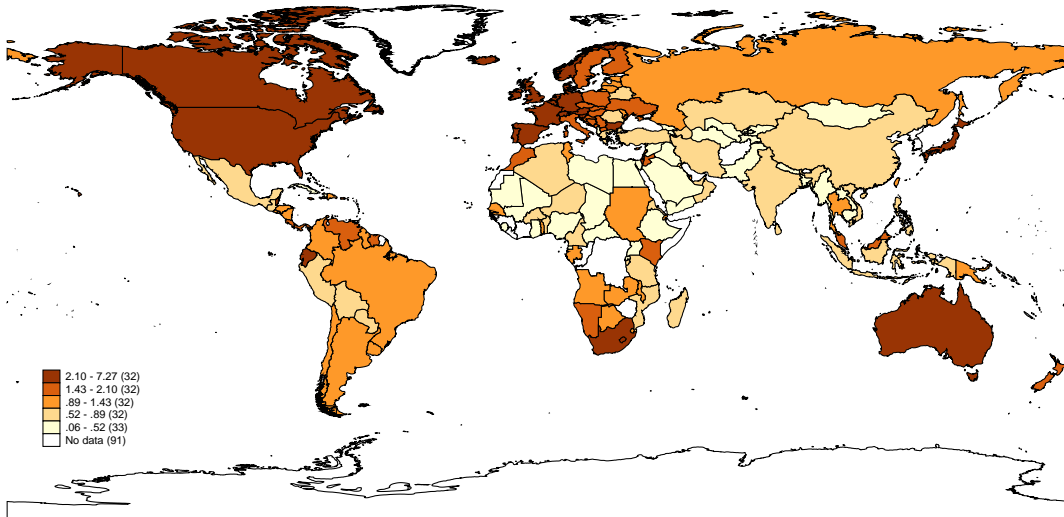 2.10 - 7.27 (32)
1.43 - 2.10 (32)
.89 - 1.43 (32)
.52 - .89 (32)
.06 - .52 (33)
No data (91)